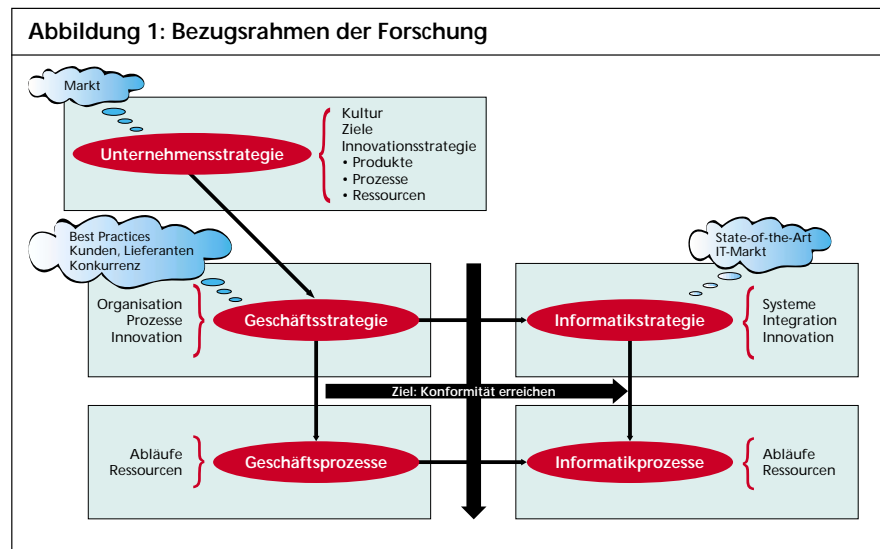 Abbildung 1: Bezugsrahmen der Forschung
Markt
Unternehmensstrategie
Kultur
Ziele
Innovationsstrategie
• Produkte
• Prozesse
• Ressourcen
Best Practices
Kunden, Lieferanten
Konkurrenz
State-of-the-Art
IT-Markt
Organisation
Prozesse
Innovation
Geschäftsstrategie
Informatikstrategie
Systeme
Integration
Innovation
Ziel: Konformität erreichen
Abläufe
Ressourcen
Geschäftsprozesse
Informatikprozesse
Abläufe
Ressourcen